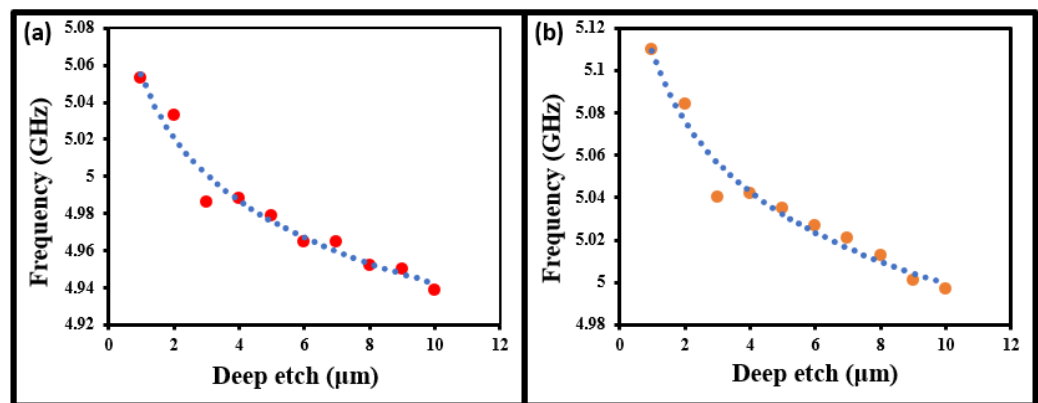 (a)
5.08
5.06
5.04
5.02
5
4.98
4.96
4.94
4.92
0 2 4 6 8 10 12
Frequency (GHz)
Deep etch (μm)
(b)
5.12
5.1
5.08
5.06
5.04
5.02
5
4.98
0 2 4 6 8 10 12
Frequency (GHz)
Deep etch (μm)